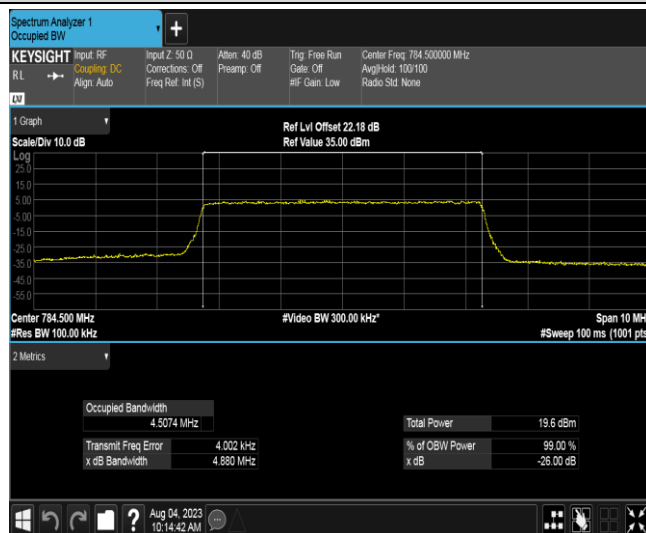 Spectrum Analyzer 1
Occupied BW
+
KEYSIGHT Input: RF Input Z: 50 Ω Atten: 40 dB Trig: Free Run Center Freq: 784.500000 MHz
RL Coupling: DC Corrections: Off Preamp: Off Gate: Off Avg|Hold: 100/100
Align: Auto Freq Ref: Int (S) #IF Gain: Low Radio Std: None
LXI
1 Graph
Ref Lvl Offset 22.18 dB
Scale/Div 10.0 dB Ref Value 35.00 dBm
Log
25.0
15.0
5.00
-5.00
-15.0
-25.0
-35.0
-45.0
-55.0
Center 784.500 MHz #Video BW 300.00 kHz* Span 10 MH
#Res BW 100.00 kHz #Sweep 100 ms (1001 pts
2 Metrics
Occupied Bandwidth
4.5074 MHz Total Power 19.6 dBm
Transmit Freq Error 4.002 kHz % of OBW Power 99.00 %
x dB Bandwidth 4.880 MHz x dB -26.00 dB
? Aug 04, 2023
10:14:42 AM